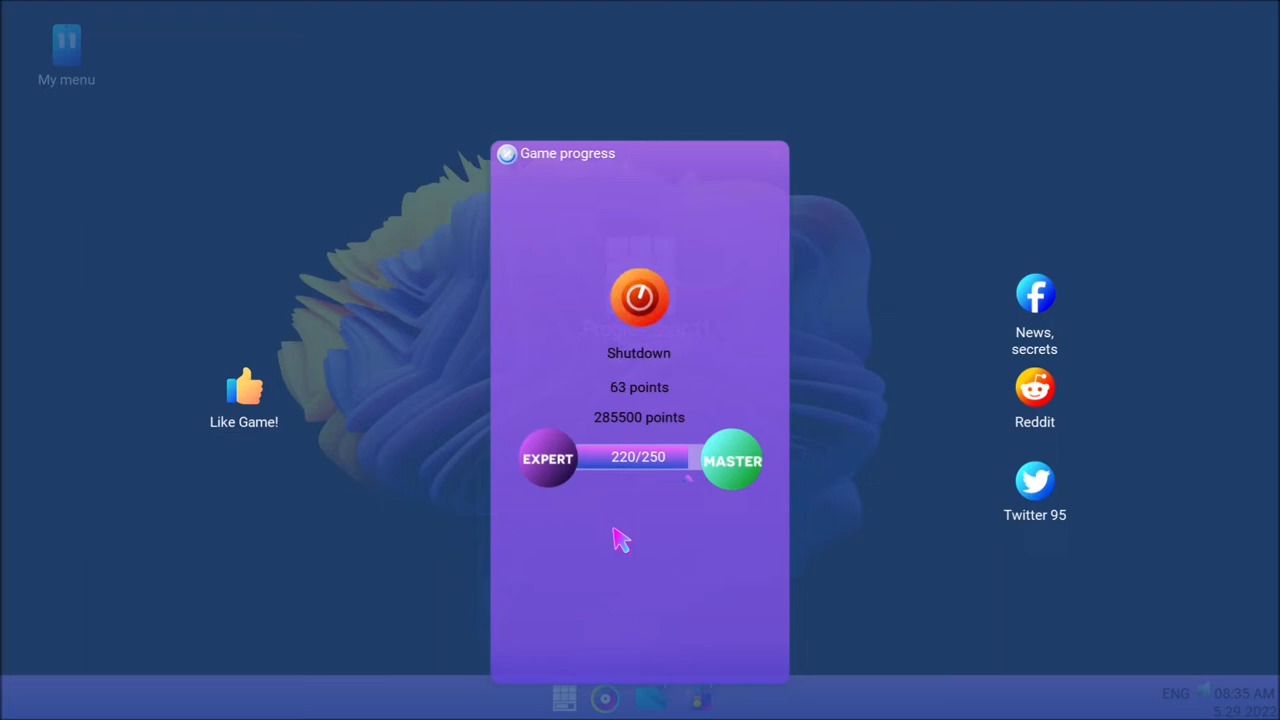 My menu
Game progress
Shutdown
63 points
285500 points
EXPERT
220/250
MASTER
Like Game!
News,
secrets
Reddit
Twitter 95
ENG
08:35 AM